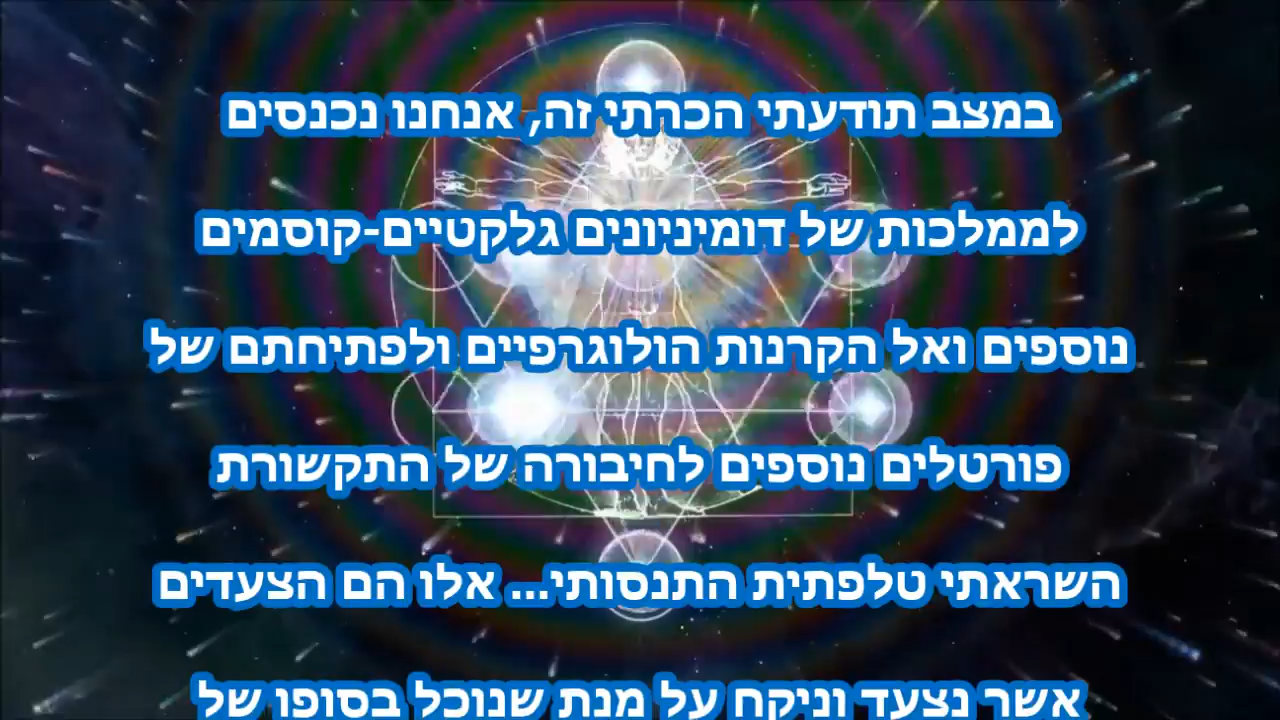 במצב תודעתי הכרתי זה, אנחנו נכנסים
לממלכות של דומיניונים גלקטיים-קוסמים
נוספים ואל הקרנות הולוגרפיים ולפתיחתם של
פורטלים נוספים לחיבורה של התקשורת
השראתי טלפתית התנסותי... אלו הם הצעדים
אשר נצעד וניקח על מנת שנוכל בסופו של